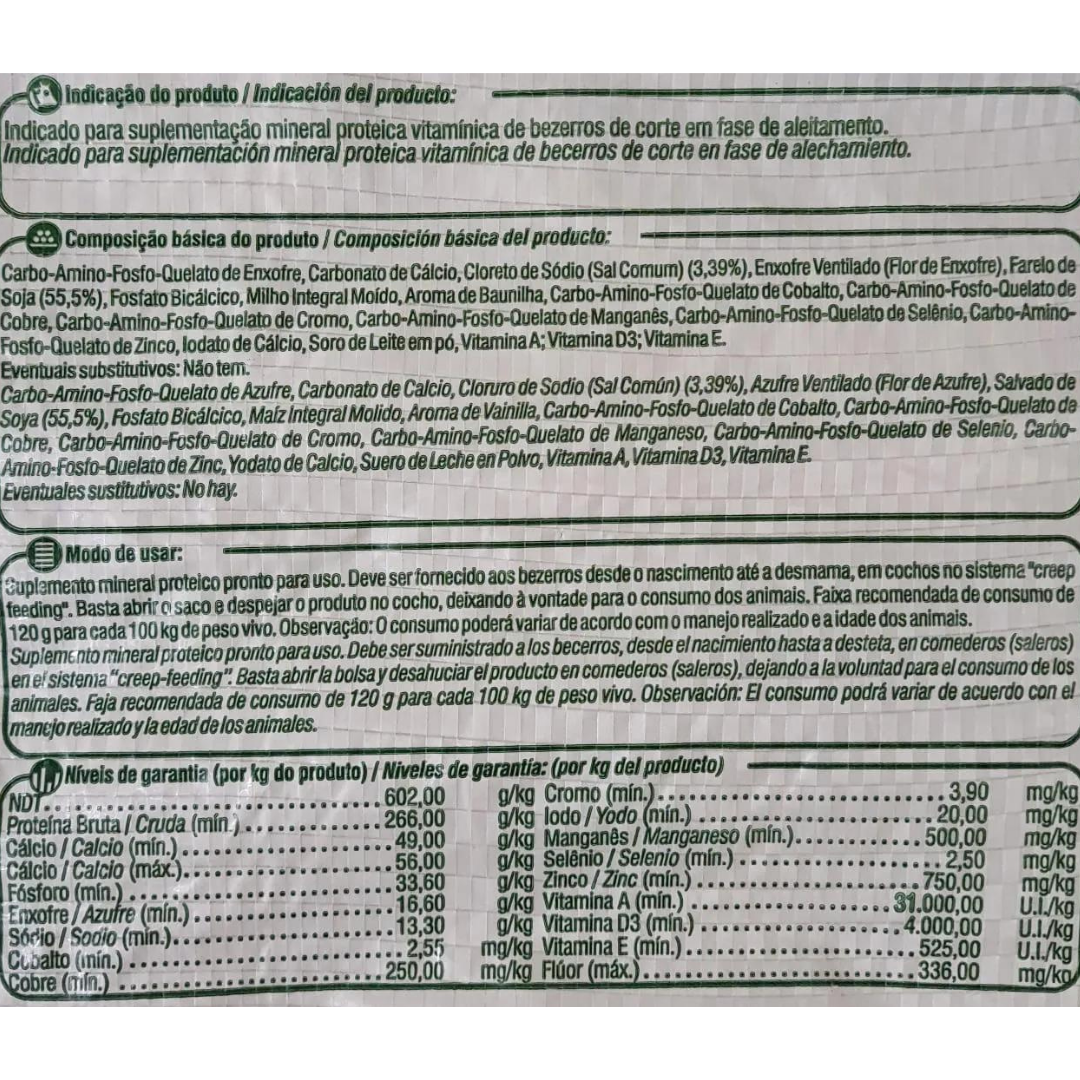 Indicação do produto / Indicación del producto:
Indicado para suplementação mineral proteica vitamínica de bezerros de corte em fase de aleitamento.
Indicado para suplementación mineral proteica vitamínica de becerros de corte en fase de alechamiento.
Composição básica do produto / Composición básica del producto:
Carbo-Amino-Fosfo-Quelato de Enxofre, Carbonato de Cálcio, Cloreto de Sódio (Sal Comum) (3,39%), Enxofre Ventilado (Flor de Enxofre), Farelo de
Soja (55,5%), Fosfato Bicálcico, Milho Integral Moído, Aroma de Baunilha, Carbo-Amino-Fosfo-Quelato de Cobalto, Carbo-Amino-Fosfo-Quelato de
Cobre, Carbo-Amino-Fosfo-Quelato de Cromo, Carbo-Amino-Fosfo-Quelato de Manganês, Carbo-Amino-Fosfo-Quelato de Selênio, Carbo-Amino-
Fosfo-Quelato de Zinco, Iodato de Cálcio, Soro de Leite em pó, Vitamina A; Vitamina D3; Vitamina E.
Eventuais substitutivos: Não tem.
Carbo-Amino-Fosfo-Quelato de Azufre, Carbonato de Calcio, Cloruro de Sodio (Sal Común) (3,39%), Azufre Ventilado (Flor de Azufre), Salvado de
Soya (55,5%), Fosfato Bicálcico, Maíz Integral Molido, Aroma de Vainilla, Carbo-Amino-Fosfo-Quelato de Cobalto, Carbo-Amino-Fosfo-Quelato de
Cobre, Carbo-Amino-Fosfo-Quelato de Cromo, Carbo-Amino-Fosfo-Quelato de Manganeso, Carbo-Amino-Fosfo-Quelato de Selenio, Carbo-
Amino-Fosfo-Quelato de Zinc, Yodato de Calcio, Suero de Leche en Polvo, Vitamina A, Vitamina D3, Vitamina E.
Eventuales sustitutivos: No hay.
Modo de usar:
Suplemento mineral proteico pronto para uso. Deve ser fornecido aos bezerros desde o nascimento até a desmama, em cochos no sistema "creep
feeding". Basta abrir o saco e despejar o produto no cocho, deixando à vontade para o consumo dos animais. Faixa recomendada de consumo de
120 g para cada 100 kg de peso vivo. Observação: O consumo poderá variar de acordo com o manejo realizado e a idade dos animais.
Suplemento mineral proteico pronto para uso. Debe ser suministrado a los becerros, desde el nacimiento hasta a desteta, en comederos (saleros)
en el sistema "creep-feeding". Basta abrir la bolsa y desahuciar el producto en comederos (saleros), dejando a la voluntad para el consumo de los
animales. Faja recomendada de consumo de 120 g para cada 100 kg de peso vivo. Observación: El consumo podrá variar de acuerdo con el
manejo realizado y la edad de los animales.
Níveis de garantia (por kg do produto) / Niveles de garantía: (por kg del producto)
NDT.......... 602,00 g/kg
Proteína Bruta / Cruda (mín.).......... 266,00 g/kg
Cálcio / Calcio (mín.).......... 49,00 g/kg
Cálcio / Calcio (máx.).......... 56,00 g/kg
Fósforo (mín.).......... 33,60 g/kg
Enxofre / Azufre (mín.).......... 16,60 g/kg
Sódio / Sodio (mín.).......... 13,30 g/kg
Cobalto (mín.).......... 2,55 mg/kg
Cobre (mín.).......... 250,00 mg/kg
Cromo (mín.).......... 3,90 mg/kg
Iodo / Yodo (mín.).......... 20,00 mg/kg
Manganês / Manganeso (mín.).......... 500,00 mg/kg
Selênio / Selenio (mín.).......... 2,50 mg/kg
Zinco / Zinc (mín.).......... 750,00 mg/kg
Vitamina A (mín.).......... 31.000,00 U.I./kg
Vitamina D3 (mín.).......... 4.000,00 U.I./kg
Vitamina E (mín.).......... 525,00 U.I./kg
Flúor (máx.).......... 336,00 mg/kg